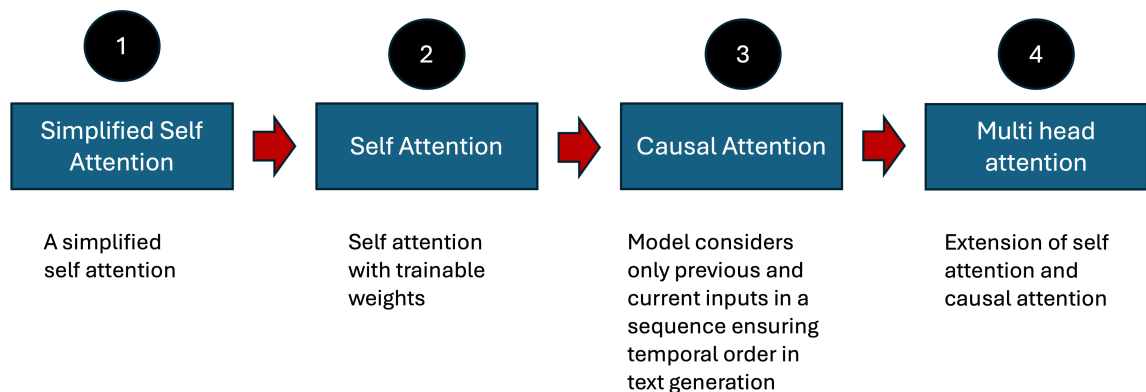 1
2
3
4
Simplified Self
Attention
Self Attention
Causal Attention
Multi head
attention
A simplified
self attention
Self attention
with trainable
weights
Model considers
only previous and
current inputs in a
sequence ensuring
temporal order in
text generation
Extension of self
attention and
causal attention